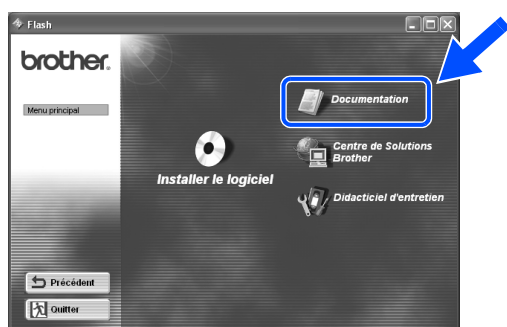 Flash
brother.
Menu principal
Documentation
Centre de Solutions
Brother
Installer le logiciel
Didacticiel d'entretien
Précédent
Quitter